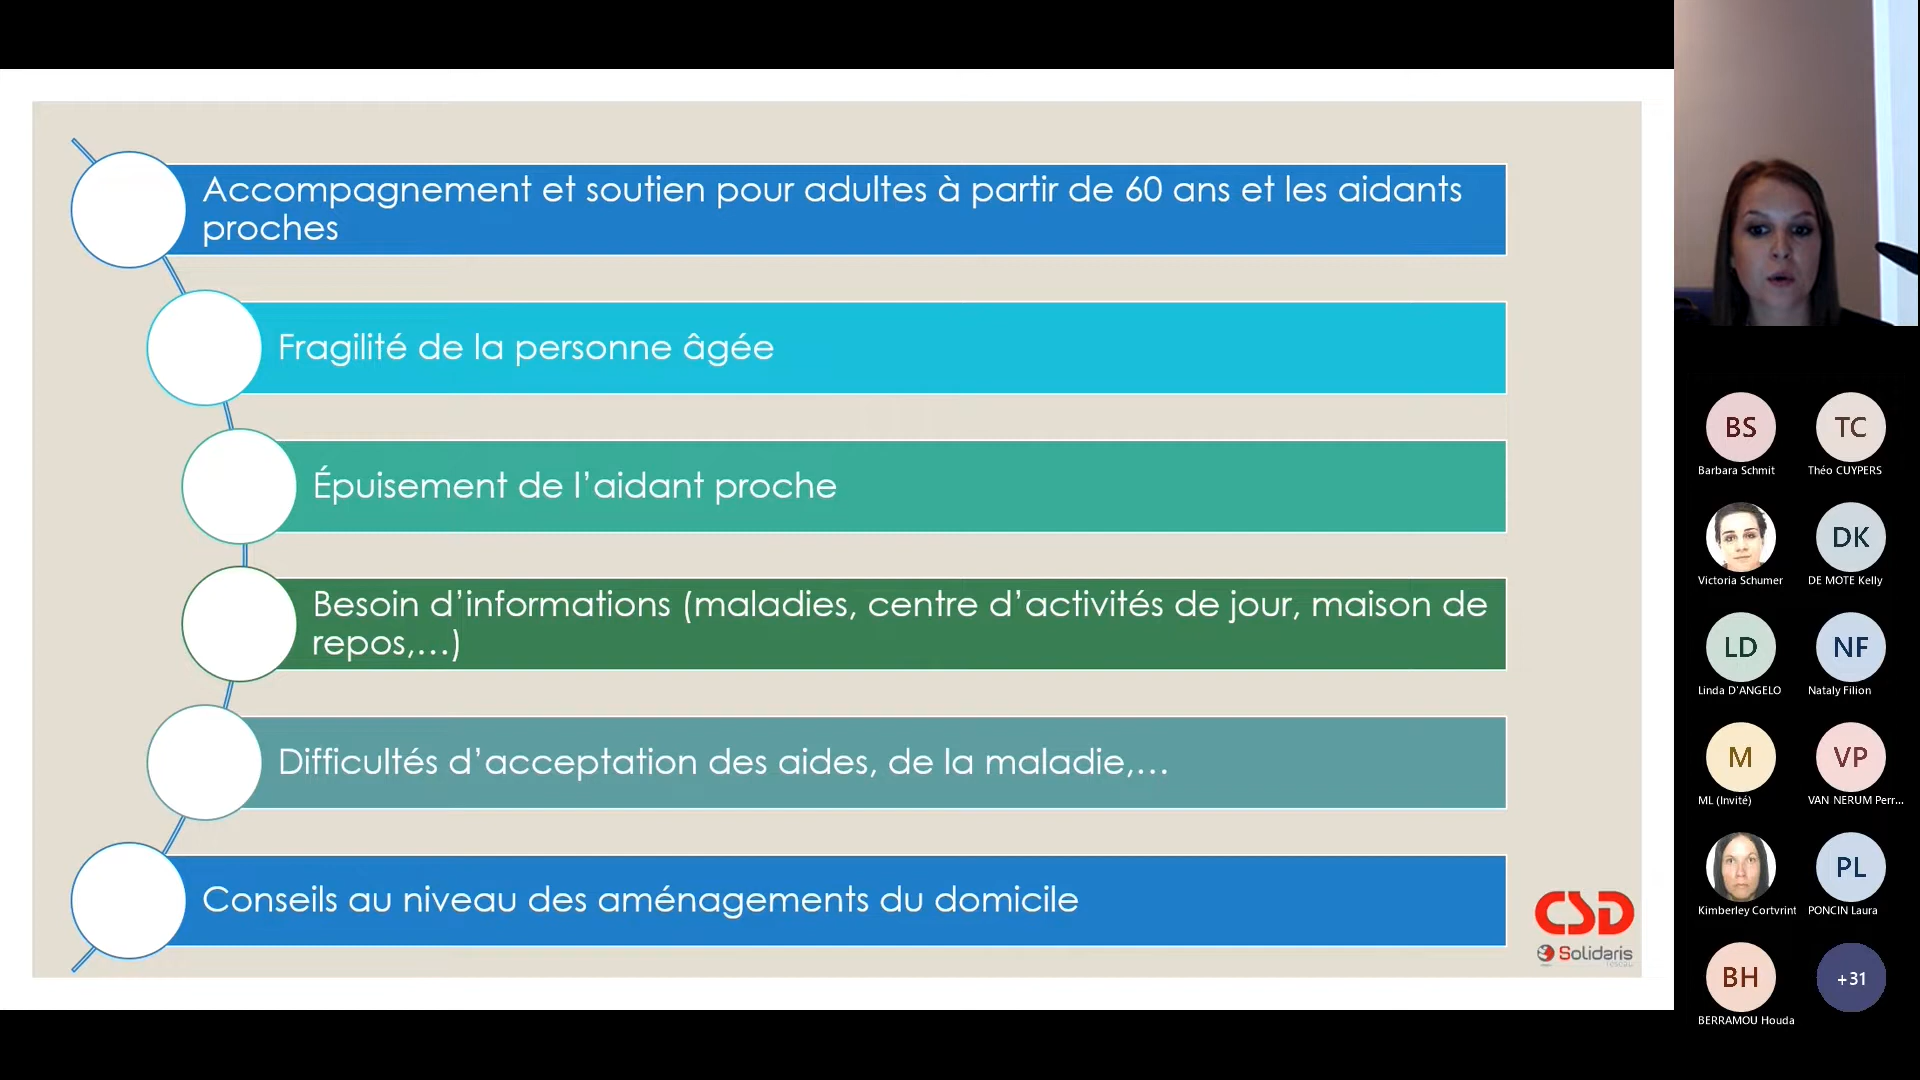 Accompagnement et soutien pour adultes à partir de 60 ans et les aidants
proches
Fragilité de la personne âgée
Épuisement de l’aidant proche
Besoin d’informations (maladies, centre d’activités de jour, maison de
repos,…)
Difficultés d’acceptation des aides, de la maladie,…
Conseils au niveau des aménagements du domicile
CSD
Solidaris
réseau
BS
TC
Barbara Schmit
Théo CUYPERS
DK
Victoria Schumer
DE MOTE Kelly
LD
NF
Linda D'ANGELO
Nataly Filion
M
VP
ML (Invité)
VAN NERUM Perr...
PL
Kimberley Cortvrint
PONCIN Laura
BH
+31
BERRAMOU Houda